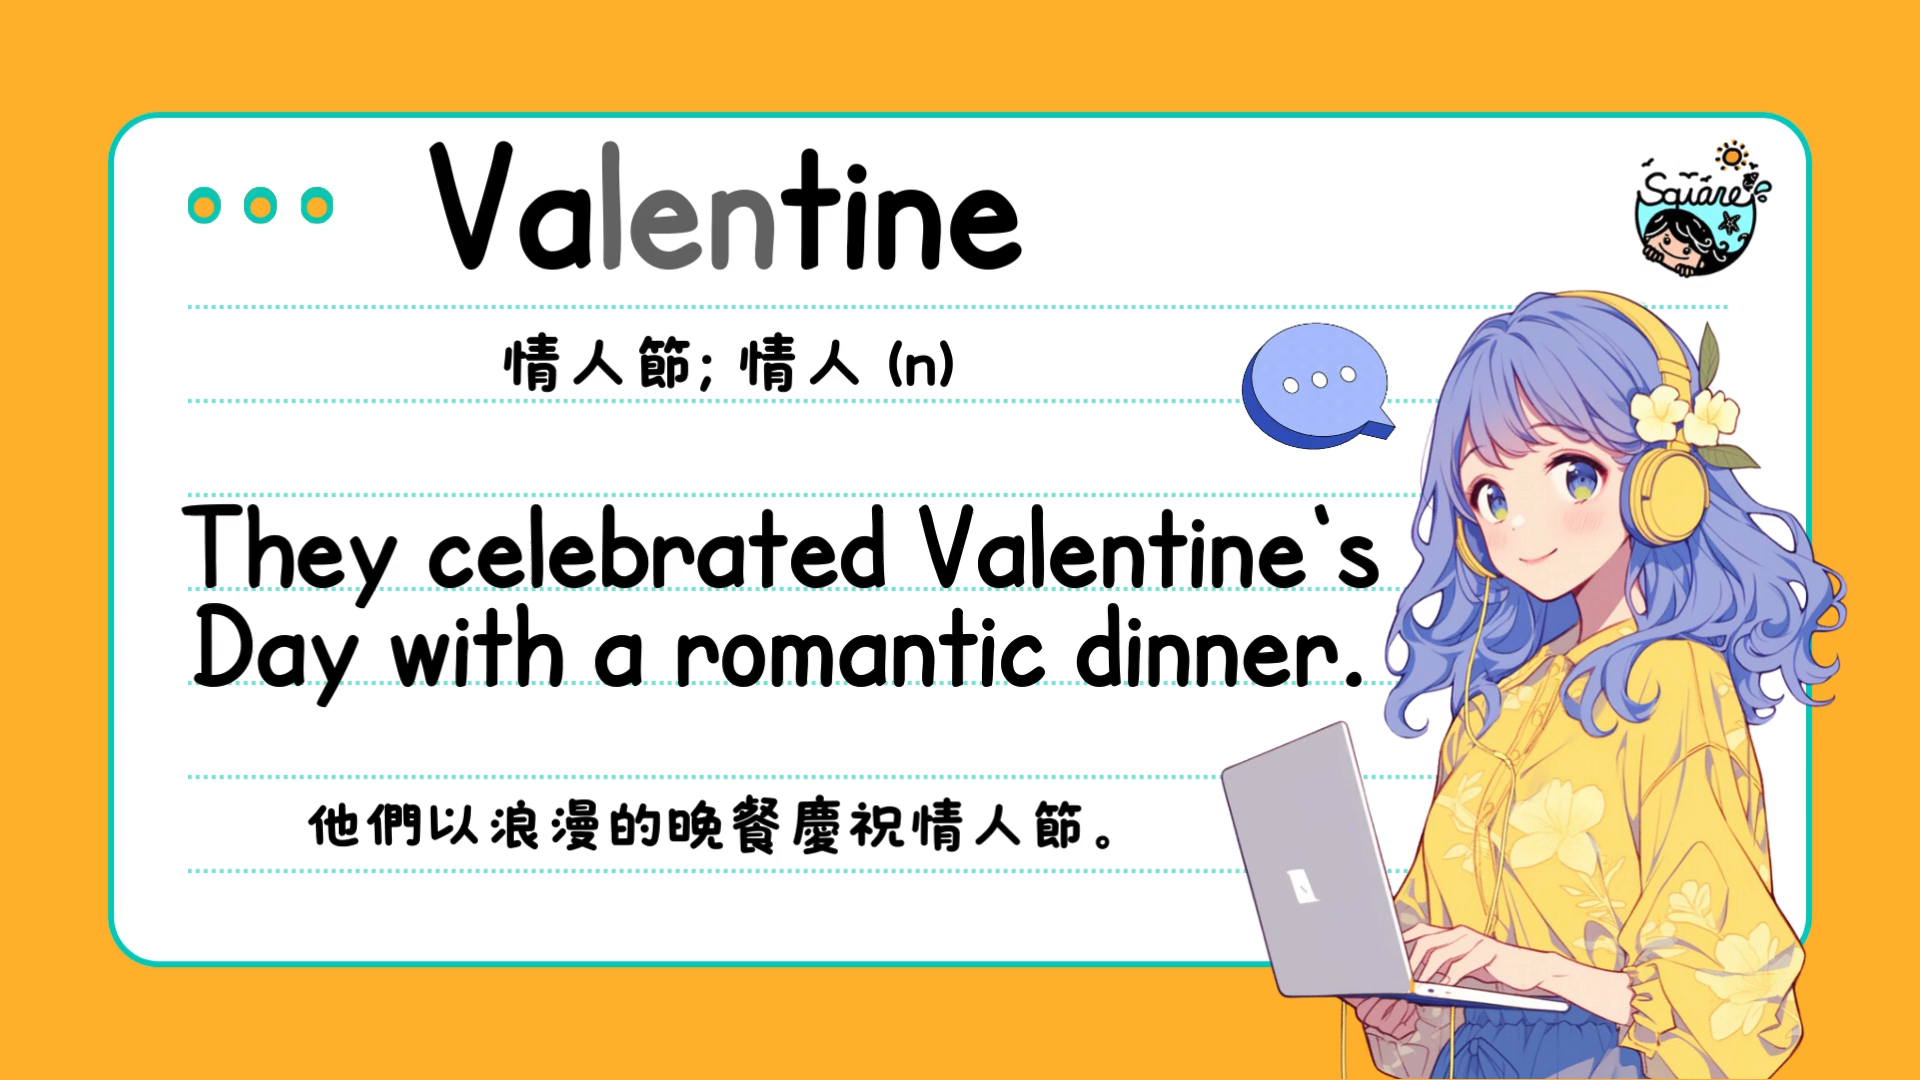 Valentine
Square
情人節; 情人 (n)
They celebrated Valentine's
Day with a romantic dinner.
他們以浪漫的晚餐慶祝情人節。